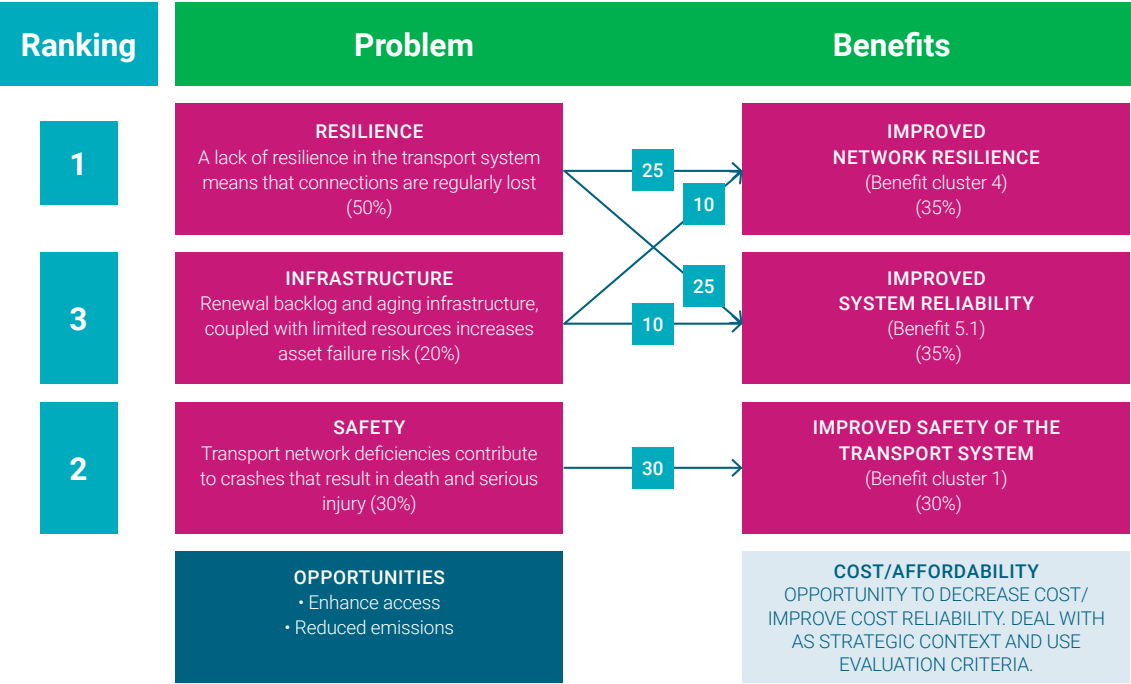 Ranking
Problem
Benefits
1
RESILIENCE
A lack of resilience in the transport system
means that connections are regularly lost
(50%)
25
10
IMPROVED
NETWORK RESILIENCE
(Benefit cluster 4)
(35%)
3
INFRASTRUCTURE
Renewal backlog and aging infrastructure,
coupled with limited resources increases
asset failure risk (20%)
25
10
IMPROVED
SYSTEM RELIABILITY
(Benefit 5.1)
(35%)
2
SAFETY
Transport network deficiencies contribute
to crashes that result in death and serious
injury (30%)
30
IMPROVED SAFETY OF THE
TRANSPORT SYSTEM
(Benefit cluster 1)
(30%)
OPPORTUNITIES
• Enhance access
• Reduced emissions
COST/AFFORDABILITY
OPPORTUNITY TO DECREASE COST/
IMPROVE COST RELIABILITY. DEAL WITH
AS STRATEGIC CONTEXT AND USE
EVALUATION CRITERIA.